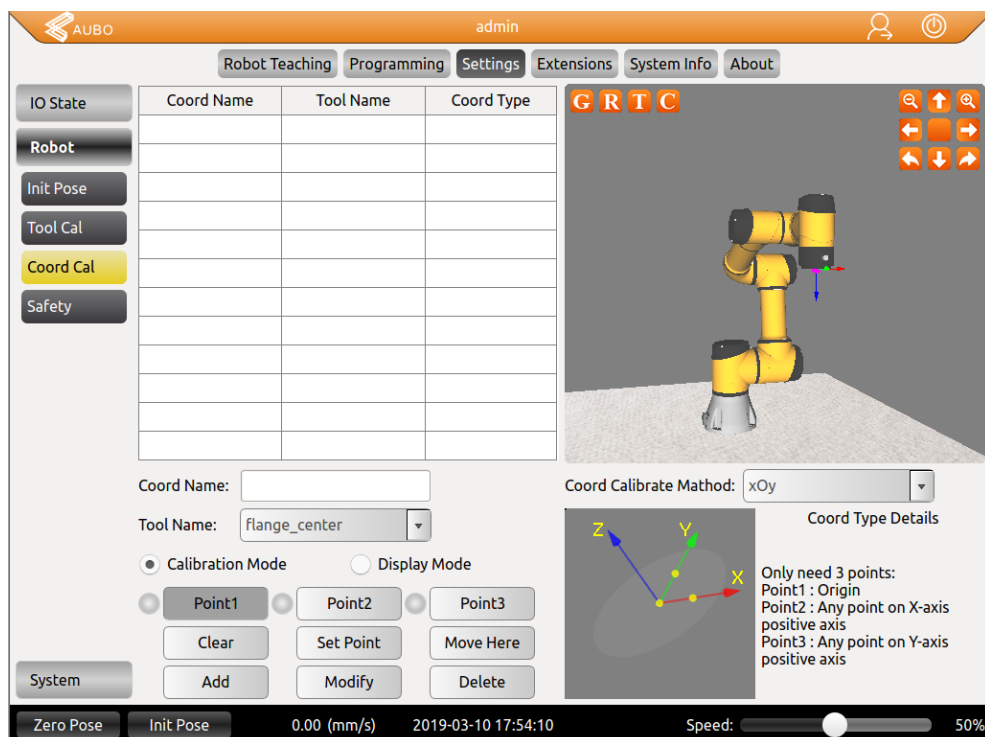 AUBO
admin
Robot Teaching Programming Settings Extensions System Info About
IO State
Robot
Init Pose
Tool Cal
Coord Cal
Safety
System
Coord Name Tool Name Coord Type
G R T C
Coord Name:
Tool Name: flange_center
Calibration Mode Display Mode
Point1 Point2 Point3
Clear Set Point Move Here
Add Modify Delete
Coord Calibrate Mathod: xOy
Z Y X
Coord Type Details
Only need 3 points:
Point1 : Origin
Point2 : Any point on X-axis
positive axis
Point3 : Any point on Y-axis
positive axis
Zero Pose Init Pose 0.00 (mm/s) 2019-03-10 17:54:10 Speed: 50%